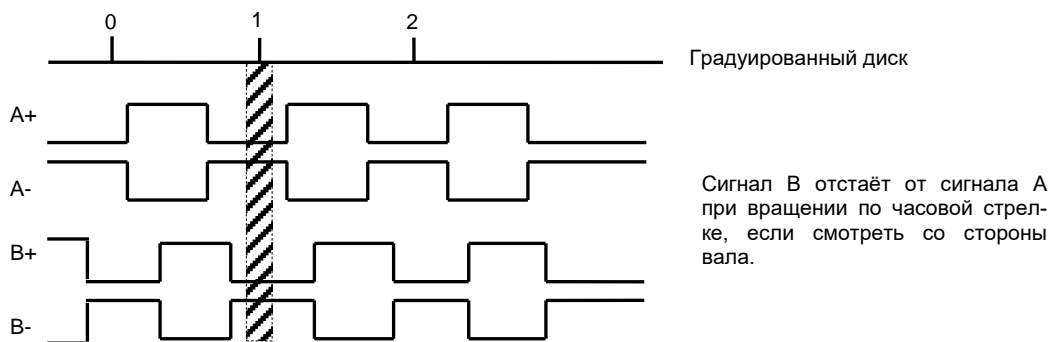 0 1 2
Градуированный диск
A+
A-
B+
B-
Сигнал B отстаёт от сигнала A
при вращении по часовой стрел-
ке, если смотреть со стороны
вала.